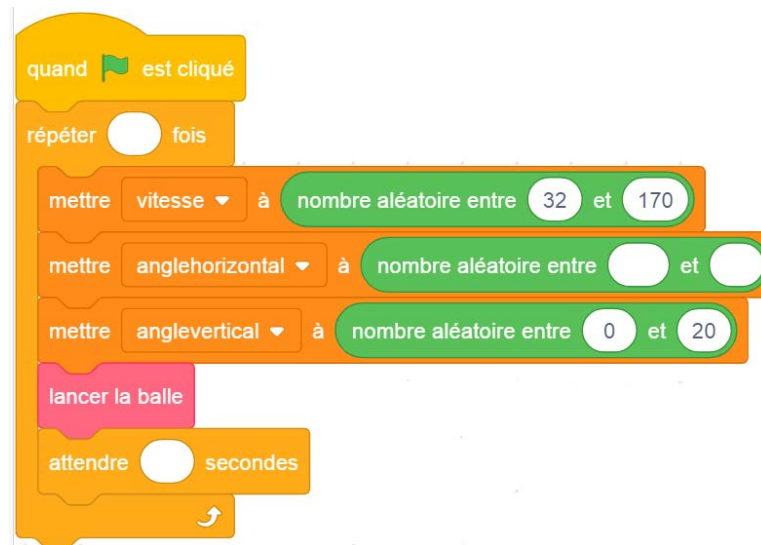 quand est cliqué
répéter fois
mettre vitesse à nombre aléatoire entre 32 et 170
mettre anglehorizontal à nombre aléatoire entre et
mettre anglevertical à nombre aléatoire entre 0 et 20
lancer la balle
attendre secondes